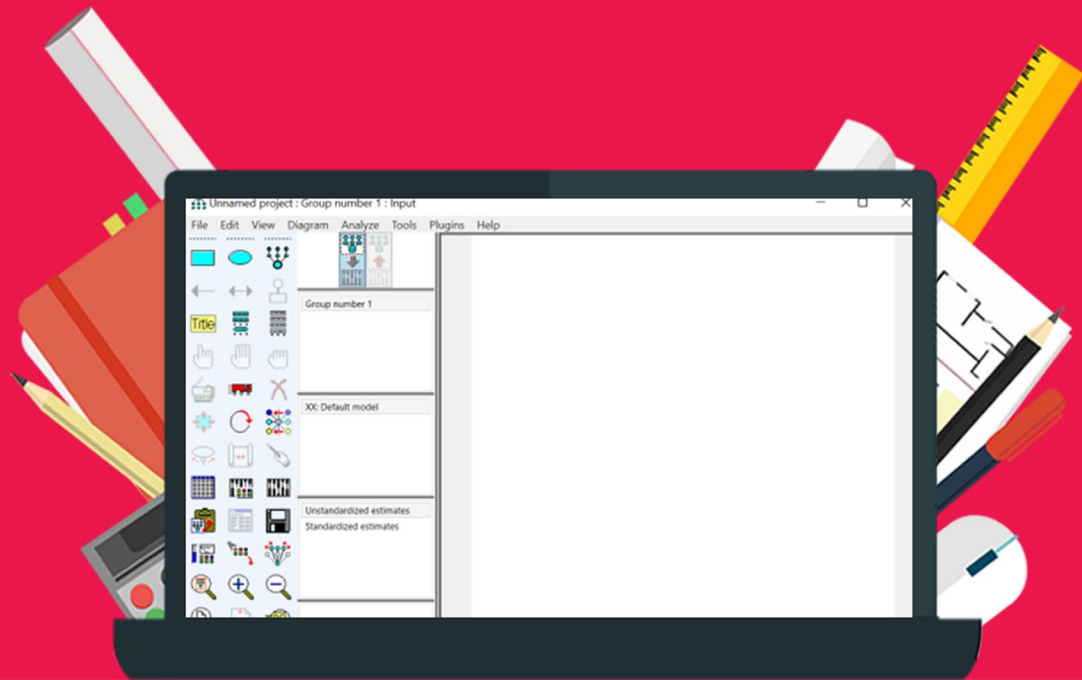 Unnamed project : Group number 1 : Input
File Edit View Diagram Analyze Tools Plugins Help
Title
Group number 1
XX: Default model
Unstandardized estimates
Standardized estimates